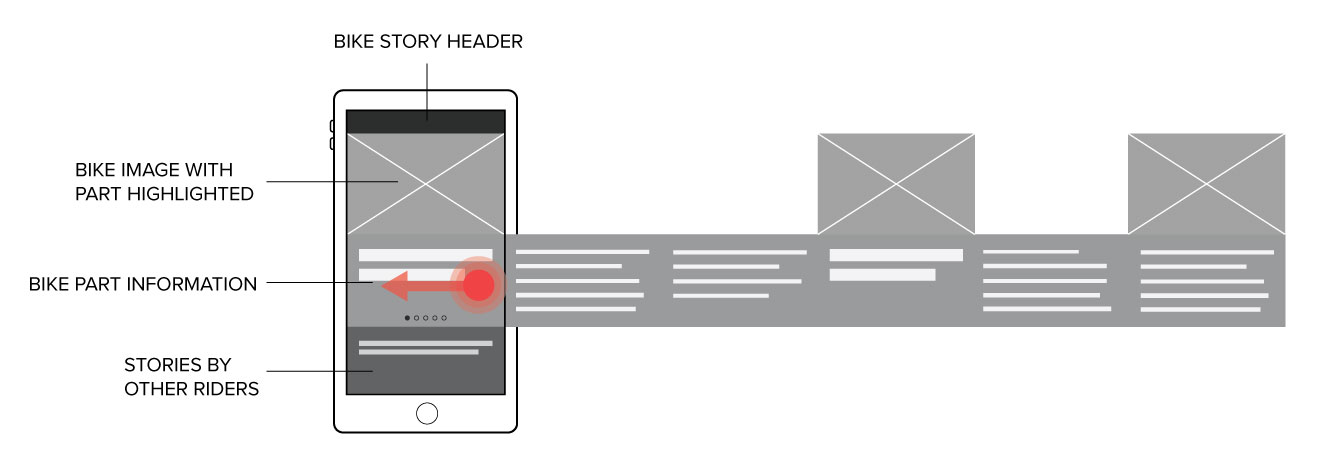 BIKE STORY HEADER
BIKE IMAGE WITH
PART HIGHLIGHTED
BIKE PART INFORMATION
STORIES BY
OTHER RIDERS